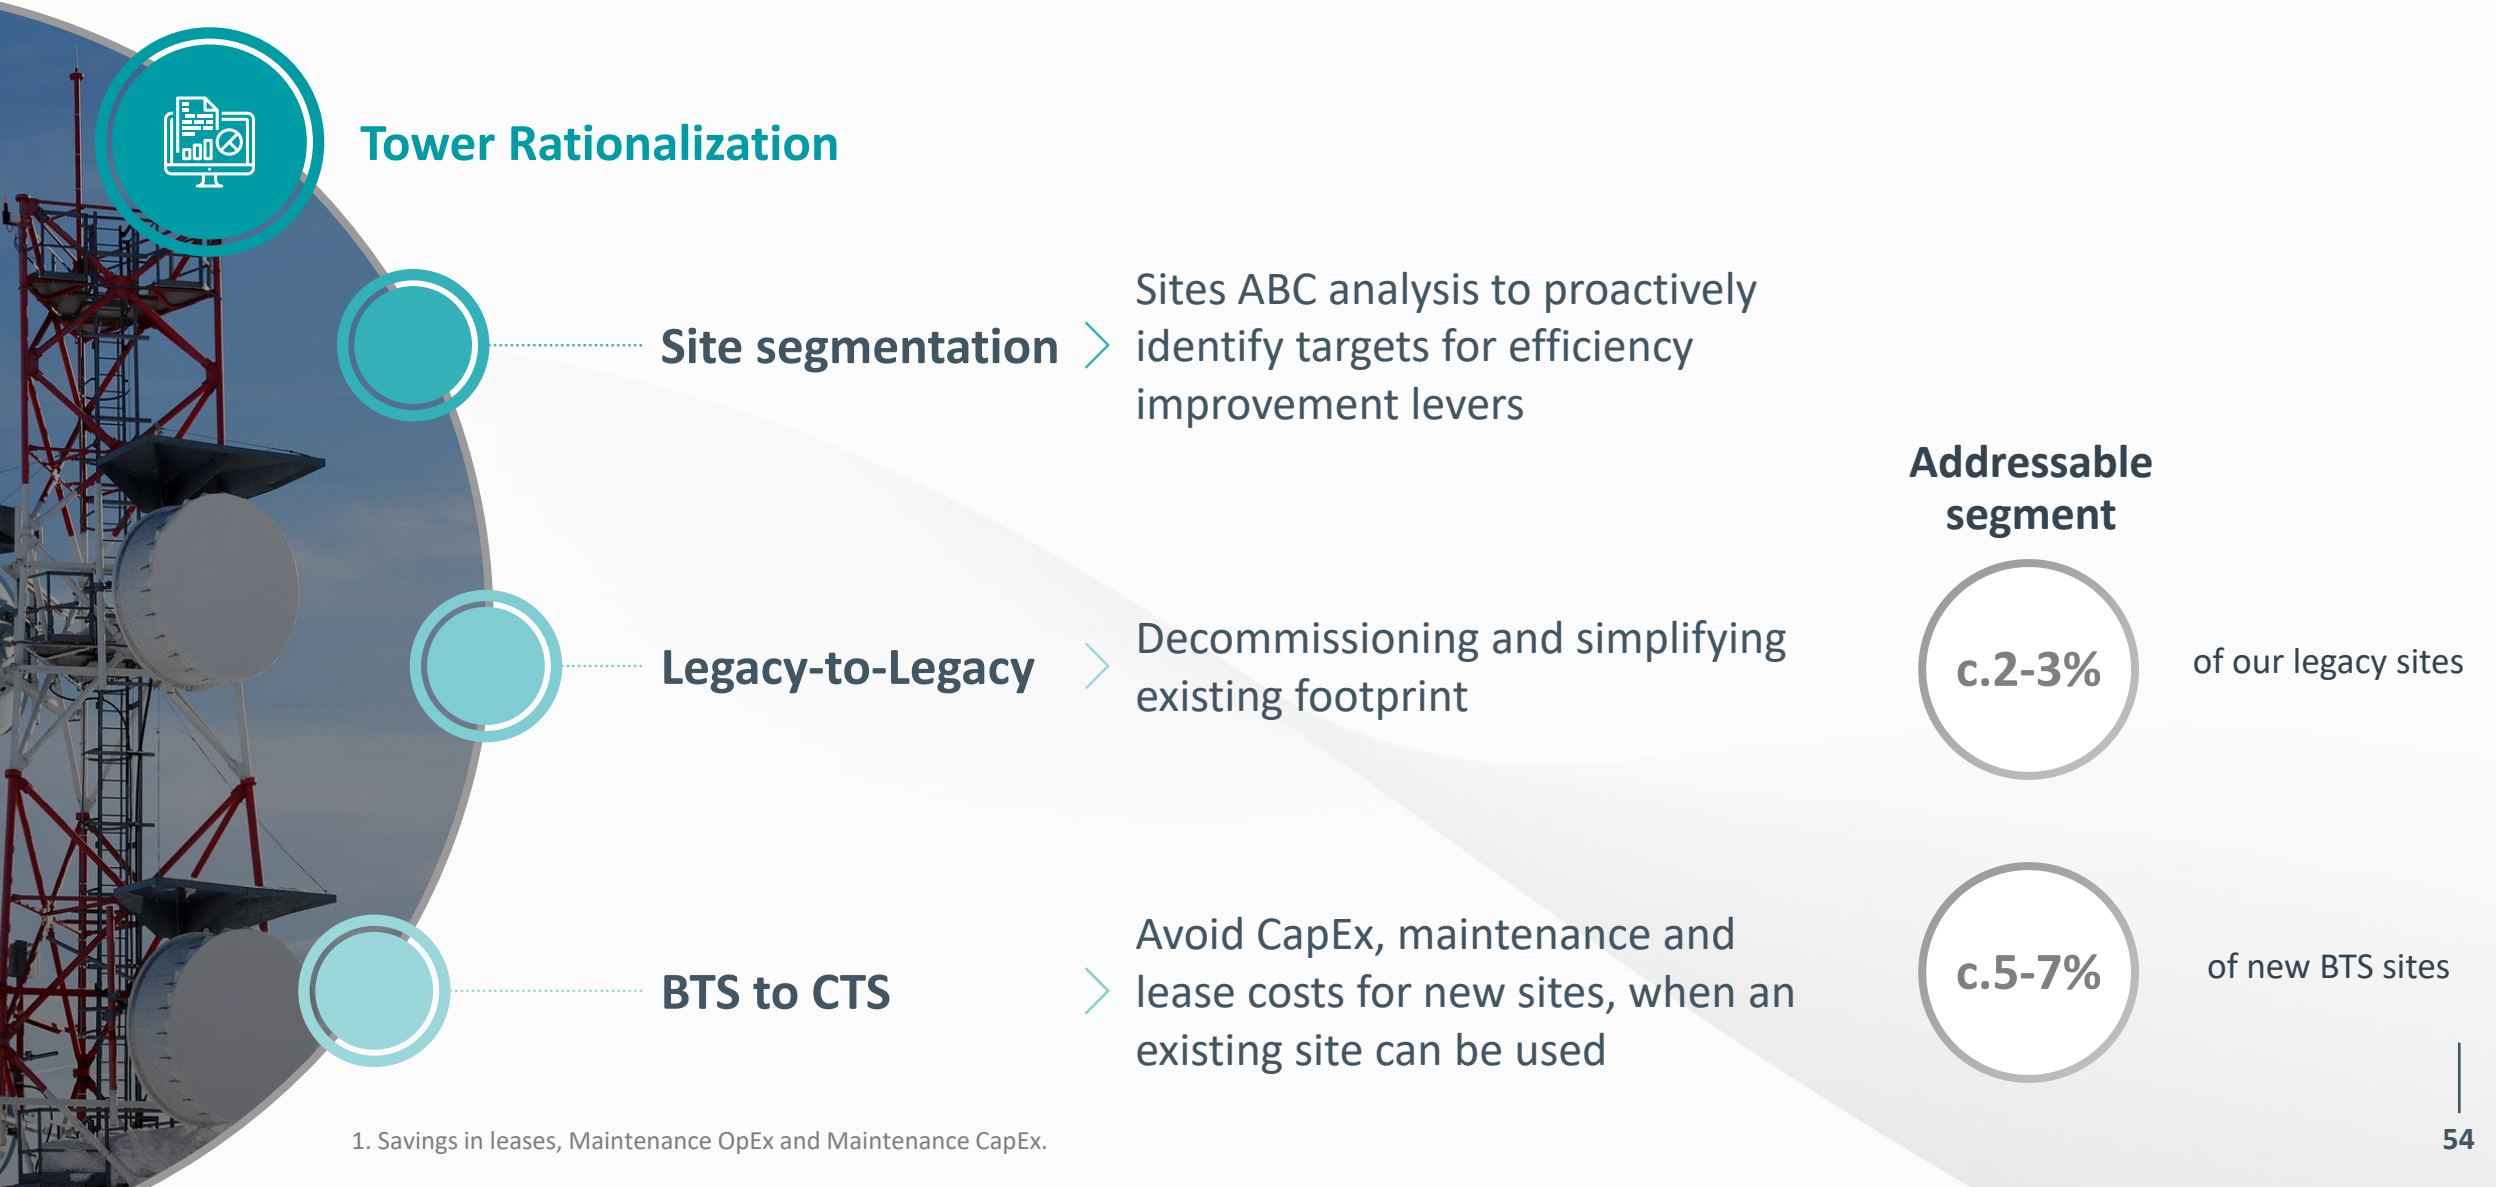 Tower Rationalization
Site segmentation
Sites ABC analysis to proactively
identify targets for efficiency
improvement levers
Addressable
segment
Legacy-to-Legacy
Decommissioning and simplifying
existing footprint
c.2-3%
of our legacy sites
BTS to CTS
Avoid CapEx, maintenance and
lease costs for new sites, when an
existing site can be used
c.5-7%
of new BTS sites
1. Savings in leases, Maintenance OpEx and Maintenance CapEx.
54